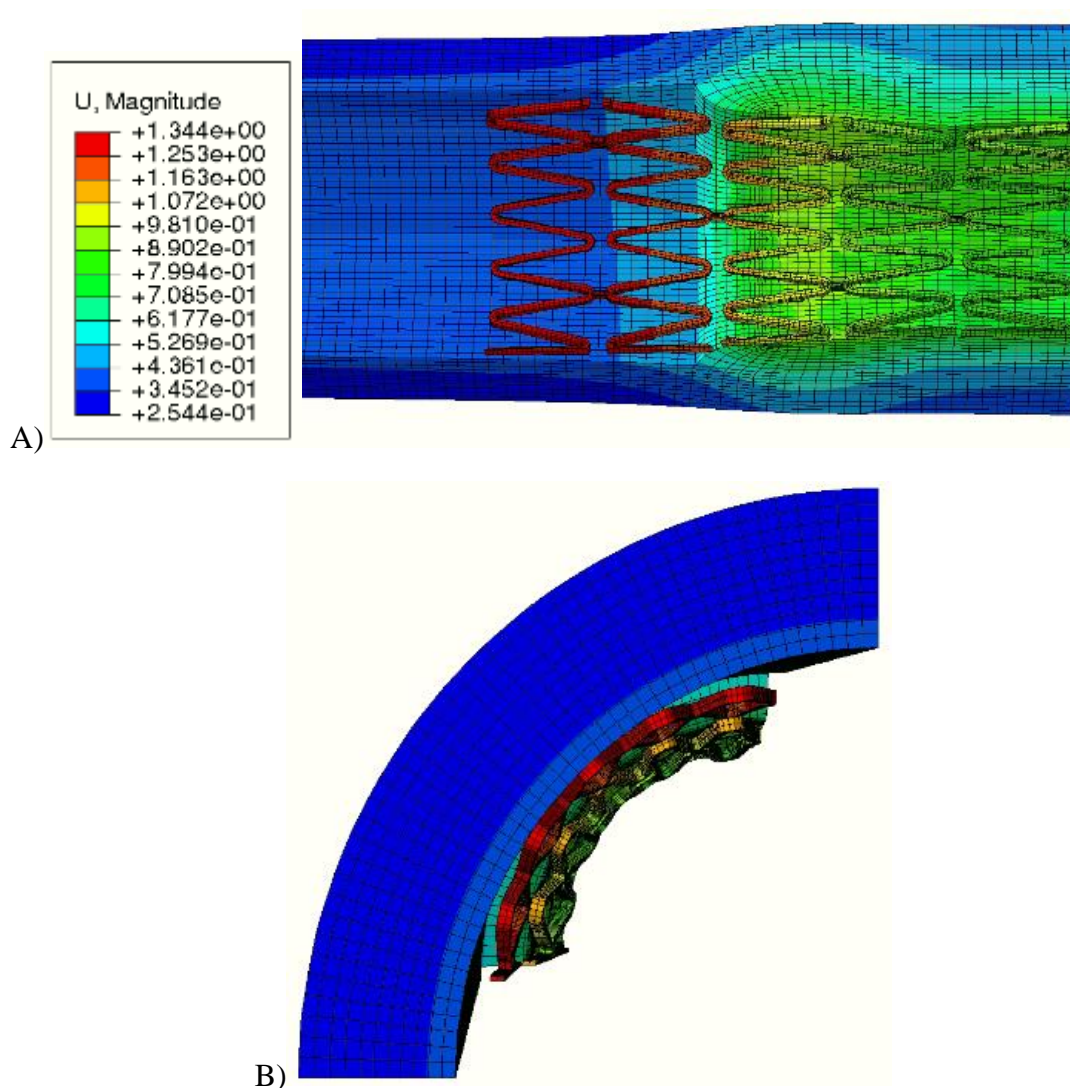 U, Magnitude
+1.344e+00
+1.253e+00
+1.163e+00
+1.072e+00
+9.810e-01
+8.902e-01
+7.994e-01
+7.085e-01
+6.177e-01
+5.269e-01
+4.361e-01
+3.452e-01
+2.544e-01
A)
B)